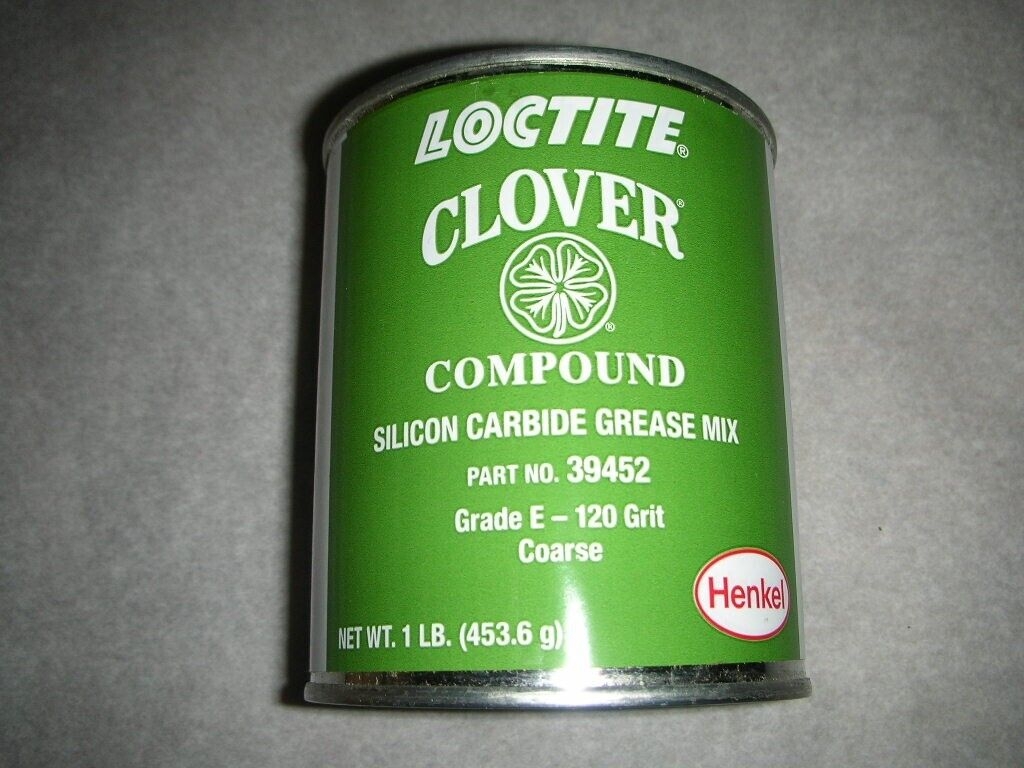 LOCTITE®
CLOVER®
®
COMPOUND
SILICON CARBIDE GREASE MIX
PART NO. 39452
Grade E – 120 Grit
Coarse
Henkel
NET WT. 1 LB. (453.6 g)